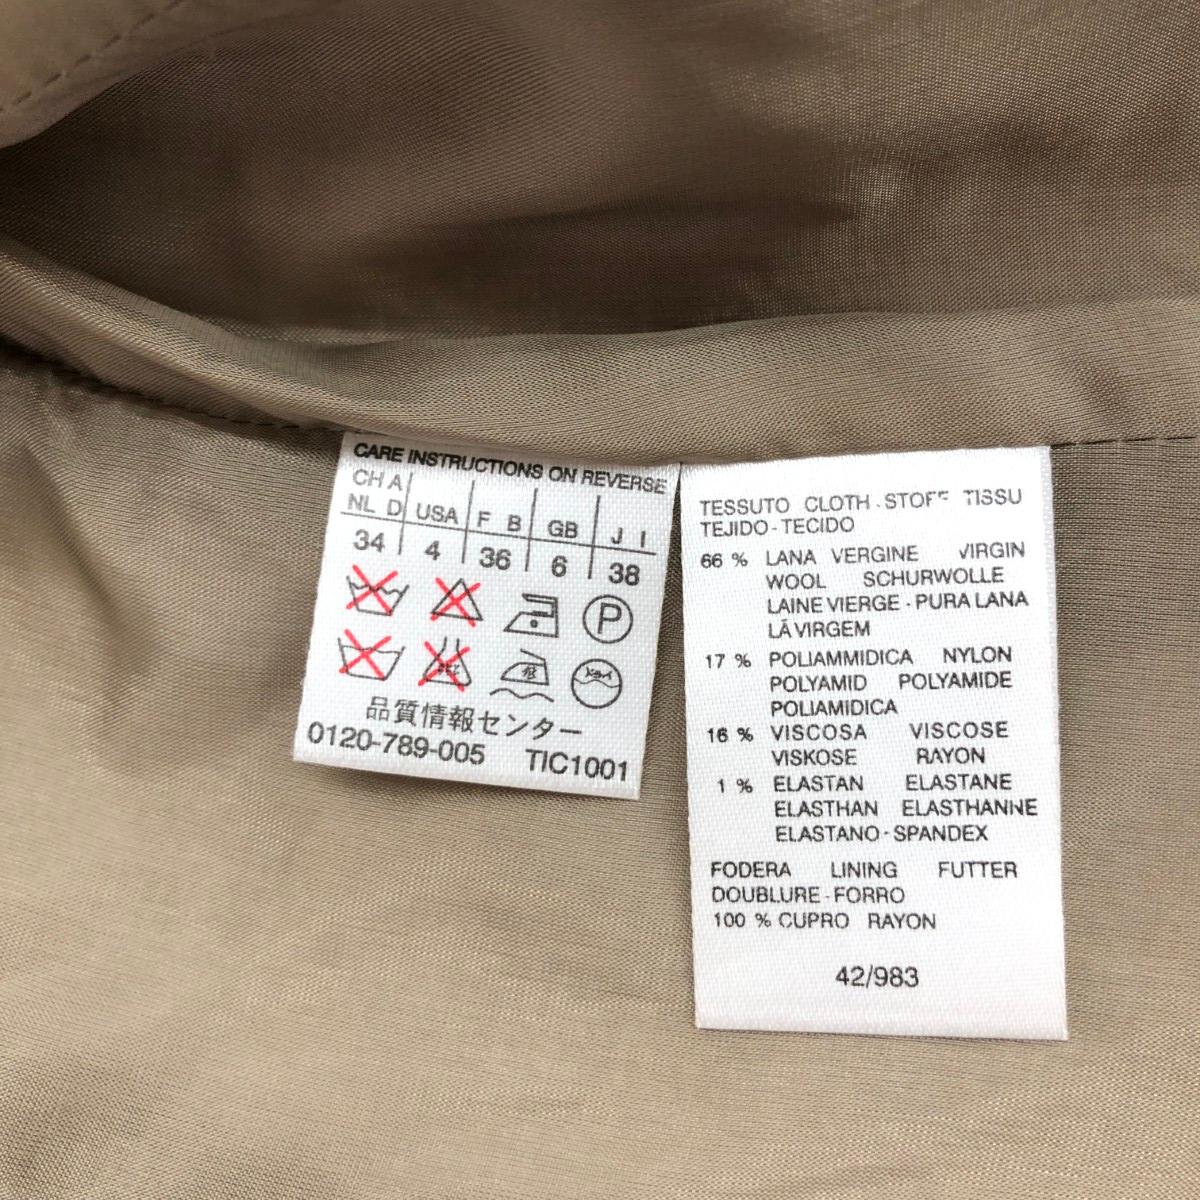 CARE INSTRUCTIONS ON REVERSE
CH A
NL D USA F B GB J I
34 4 36 6 38
P
品質情報センター
0120-789-005 TIC1001
TESSUTO CLOTH - STOFF TISSU
TEJIDO - TECIDO
66 % LANA VERGINE VIRGIN
WOOL SCHURWOLLE
LAINE VIERGE - PURA LANA
LÃ VIRGEM
17 % POLIAMMIDICA NYLON
POLYAMID POLYAMIDE
POLIAMIDICA
16 % VISCOSA VISCOSE
VISKOSE RAYON
1 % ELASTAN ELASTANE
ELASTHAN ELASTHANNE
ELASTANO - SPANDEX
FODERA LINING FUTTER
DOUBLURE - FORRO
100 % CUPRO RAYON
42/983